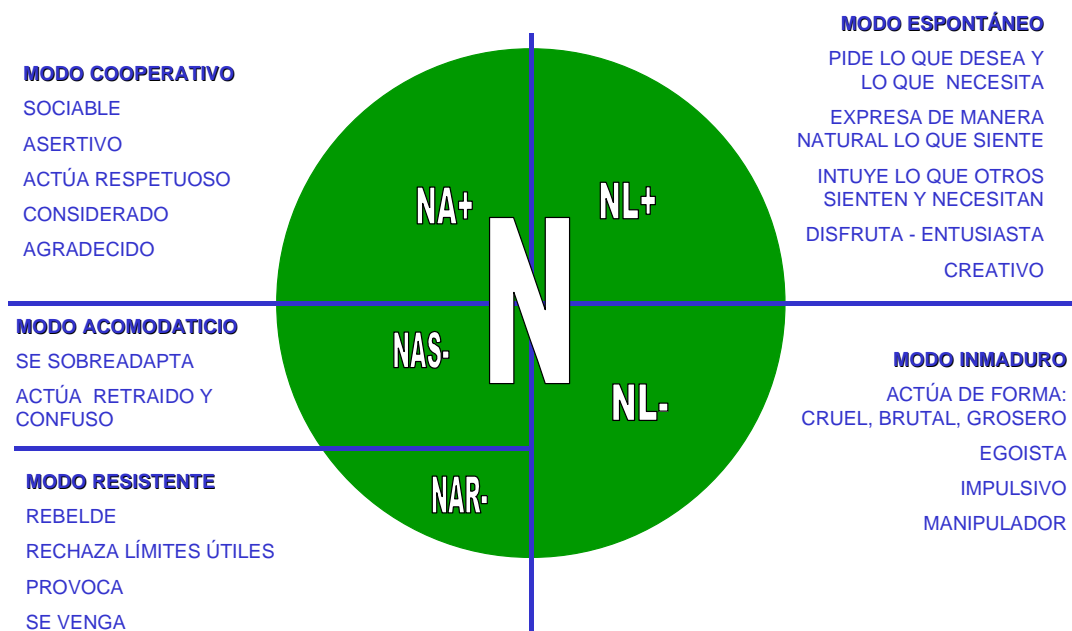 MODO COOPERATIVO
SOCIABLE
ASERTIVO
ACTÚA RESPETUOSO
CONSIDERADO
AGRADECIDO
MODO ESPONTÁNEO
PIDE LO QUE DESEA Y
LO QUE NECESITA
EXPRESA DE MANERA
NATURAL LO QUE SIENTE
INTUYE LO QUE OTROS
SIENTEN Y NECESITAN
DISFRUTA - ENTUSIASTA
CREATIVO
NA+
NL+
N
NAS-
NL-
NAR-
MODO ACOMODATICIO
SE SOBREADAPTA
ACTÚA RETRAIDO Y
CONFUSO
MODO INMADURO
ACTÚA DE FORMA:
CRUEL, BRUTAL, GROSERO
EGOISTA
IMPULSIVO
MANIPULADOR
MODO RESISTENTE
REBELDE
RECHAZA LÍMITES ÚTILES
PROVOCA
SE VENGA